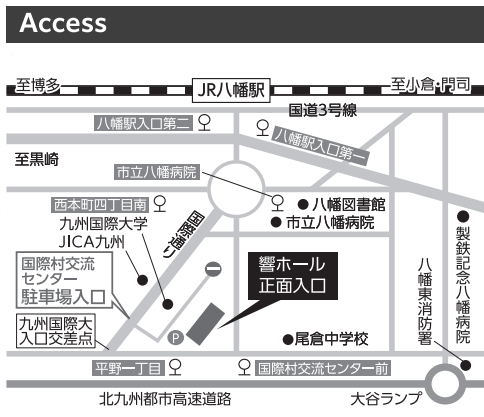 Access
至博多
JR八幡駅
至小倉・門司
国道3号線
八幡駅入口第二
八幡駅入口第一
至黒崎
市立八幡病院
西本町四丁目南
八幡図書館
市立八幡病院
九州国際大学
JICA九州
国際通り
国際村交流
センター
駐車場入口
響ホール
正面入口
製鉄記念八幡病院
八幡東消防署
九州国際大
入口交差点
P
尾倉中学校
平野一丁目
国際村交流センター前
北九州都市高速道路
大谷ランプ